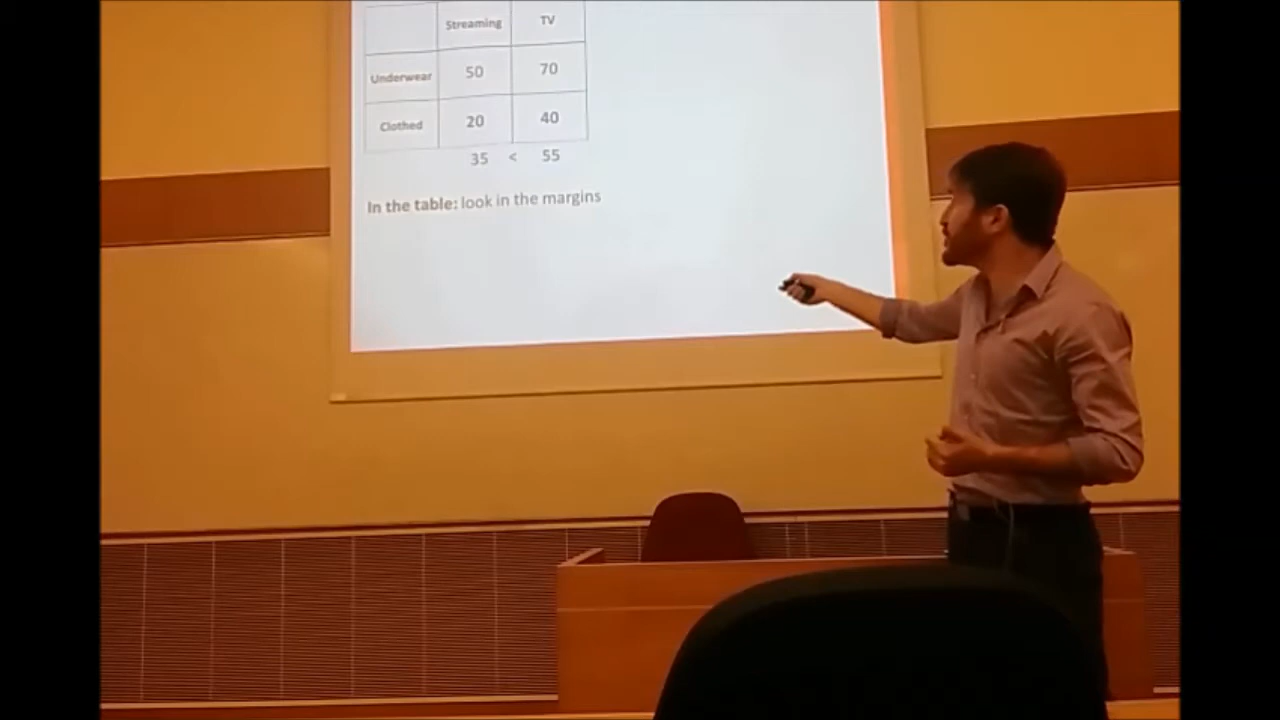 Streaming TV
Underwear 50 70
Clothed 20 40
35 < 55
In the table: look in the margins